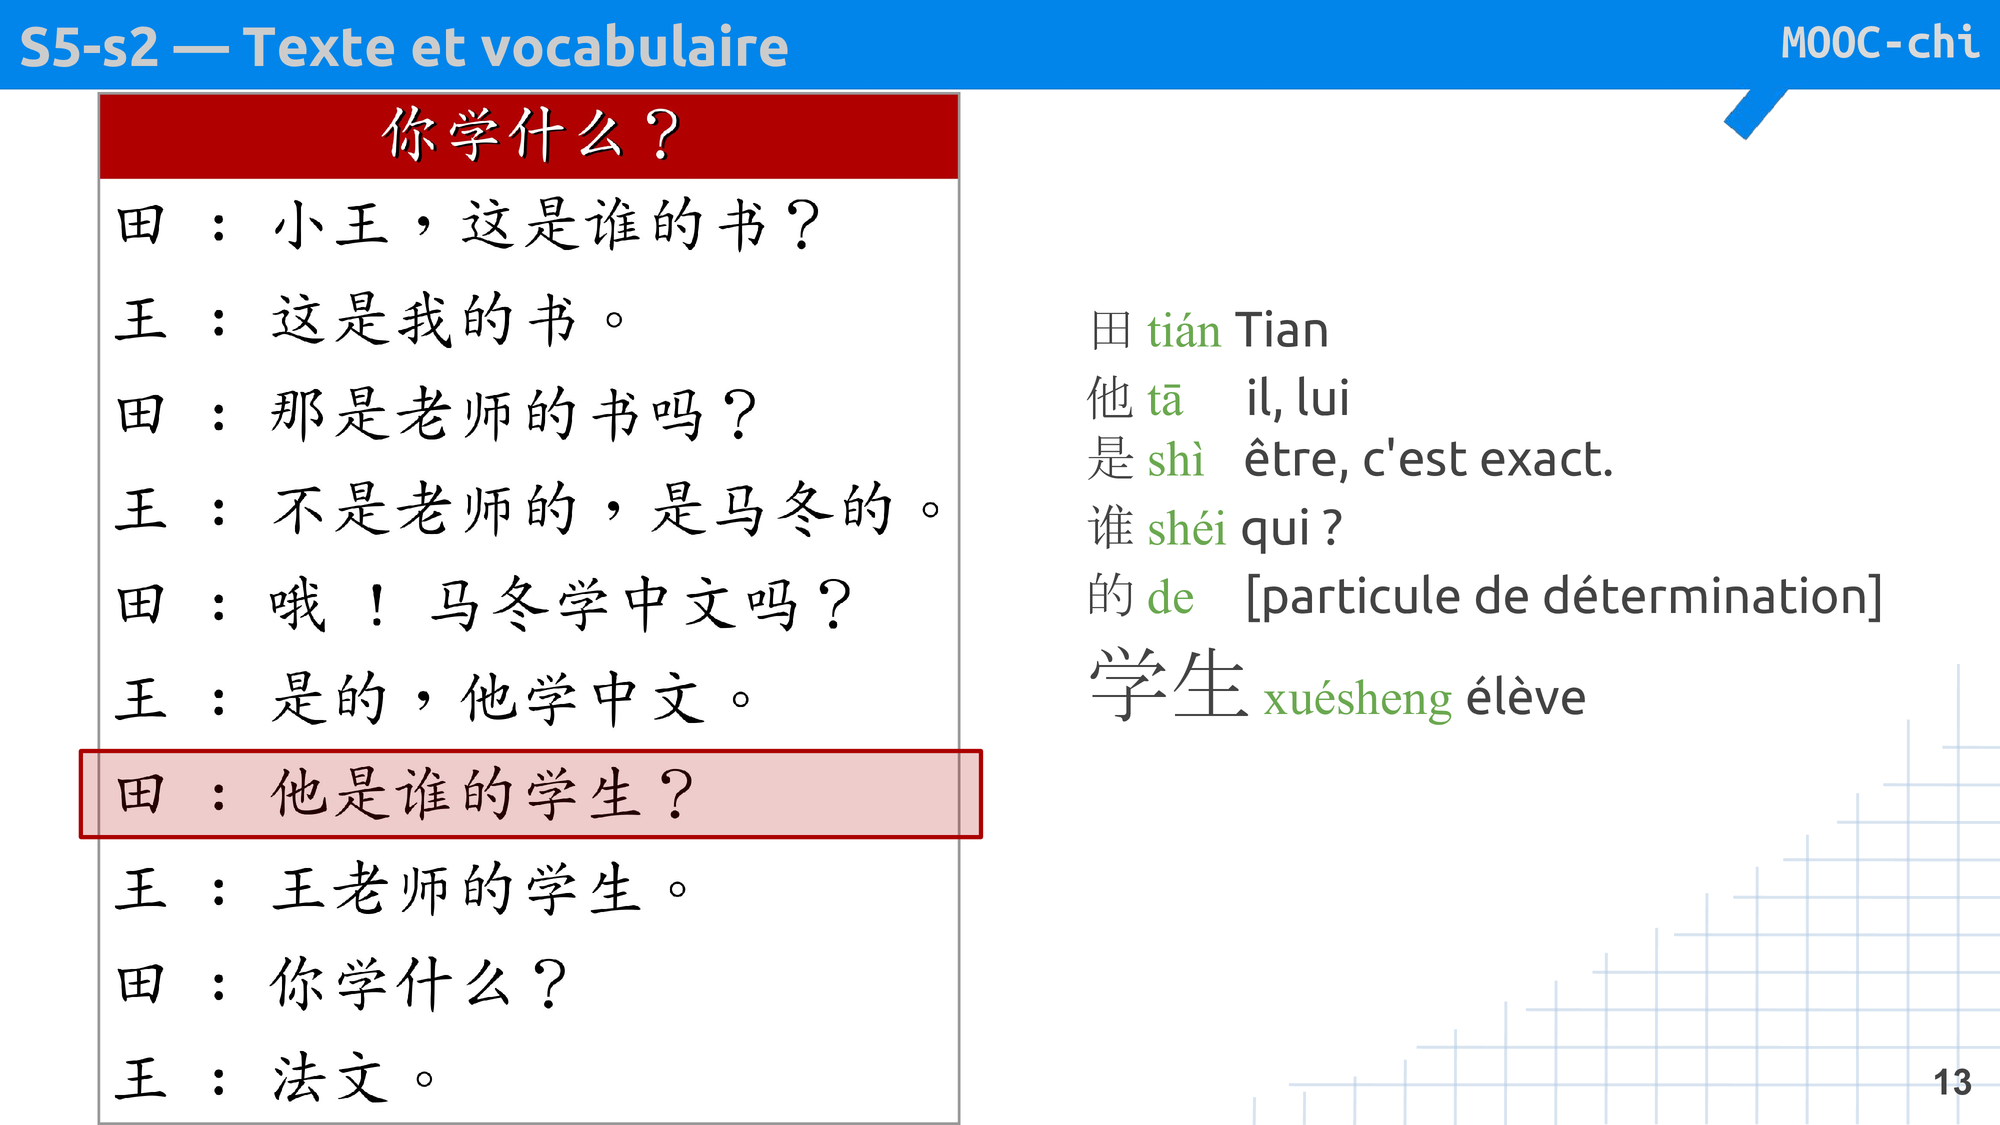 S5-s2 — Texte et vocabulaire
MOOC-chi
你学什么？
田 : 小王，这是谁的书？
王 : 这是我的书。
田 : 那是老师的书吗？
王 : 不是老师的，是马冬的。
田 : 哦 ! 马冬学中文吗？
王 : 是的，他学中文。
田 : 他是谁的学生？
王 : 王老师的学生。
田 : 你学什么？
王 : 法文。
田 tián Tian
他 tā il, lui
是 shì être, c'est exact.
谁 shéi qui ?
的 de [particule de détermination]
学生 xuésheng élève
13